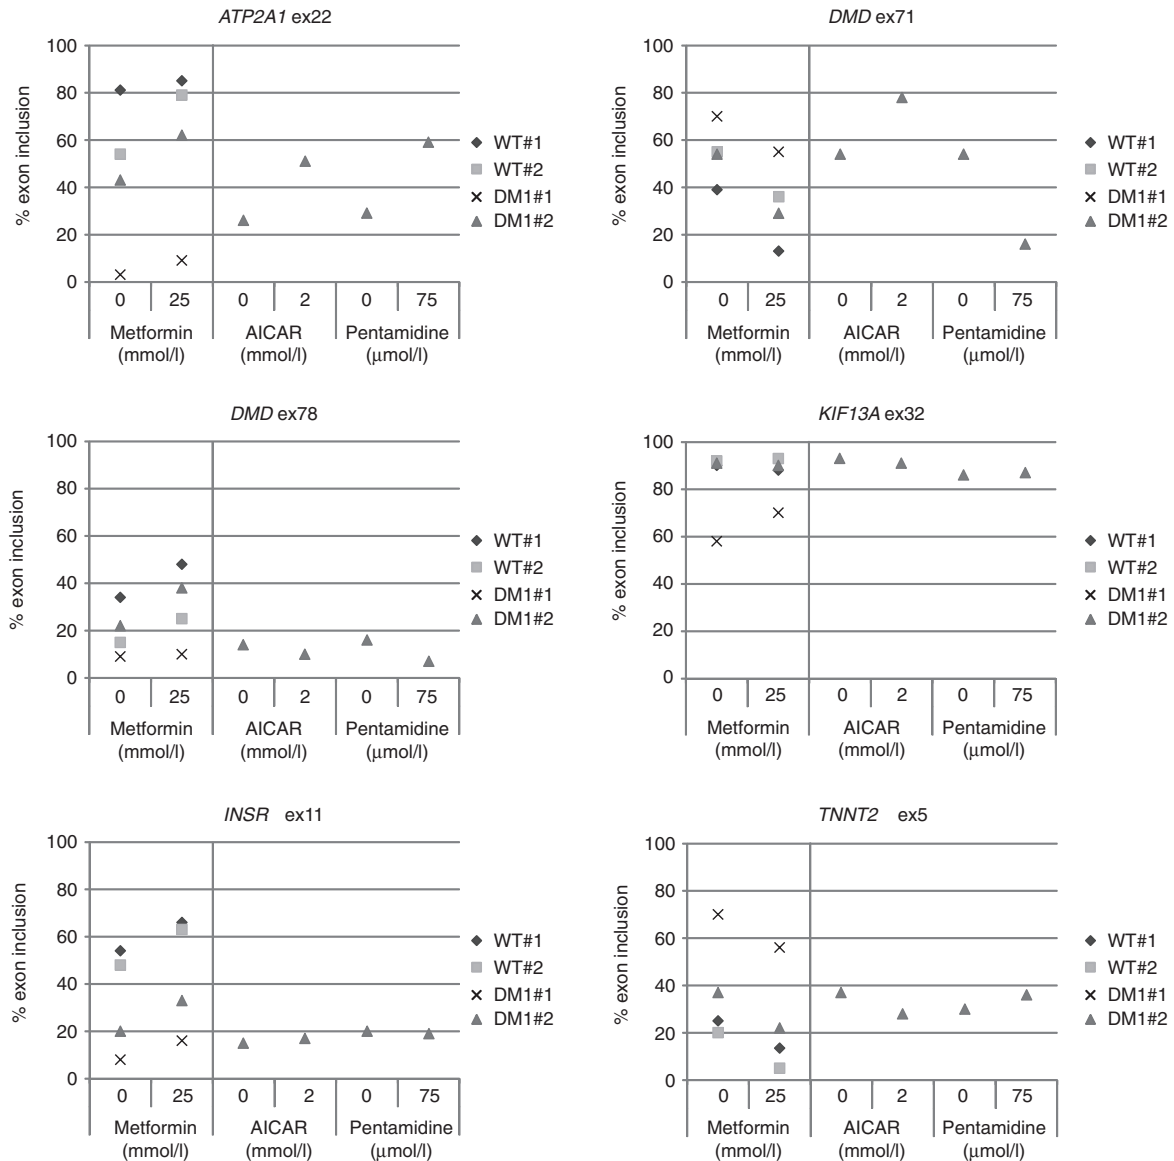 ATP2A1 ex22
% exon inclusion
100
80
60
40
20
0
0 25 0 2 0 75
Metformin AICAR Pentamidine
(mmol/l) (mmol/l) (μmol/l)
WT#1
WT#2
DM1#1
DM1#2
DMD ex71
% exon inclusion
100
80
60
40
20
0
0 25 0 2 0 75
Metformin AICAR Pentamidine
(mmol/l) (mmol/l) (μmol/l)
WT#1
WT#2
DM1#1
DM1#2
DMD ex78
% exon inclusion
100
80
60
40
20
0
0 25 0 2 0 75
Metformin AICAR Pentamidine
(mmol/l) (mmol/l) (μmol/l)
WT#1
WT#2
DM1#1
DM1#2
KIF13A ex32
% exon inclusion
100
80
60
40
20
0
0 25 0 2 0 75
Metformin AICAR Pentamidine
(mmol/l) (mmol/l) (μmol/l)
WT#1
WT#2
DM1#1
DM1#2
INSR ex11
% exon inclusion
100
80
60
40
20
0
0 25 0 2 0 75
Metformin AICAR Pentamidine
(mmol/l) (mmol/l) (μmol/l)
WT#1
WT#2
DM1#1
DM1#2
TNNT2 ex5
% exon inclusion
100
80
60
40
20
0
0 25 0 2 0 75
Metformin AICAR Pentamidine
(mmol/l) (mmol/l) (μmol/l)
WT#1
WT#2
DM1#1
DM1#2